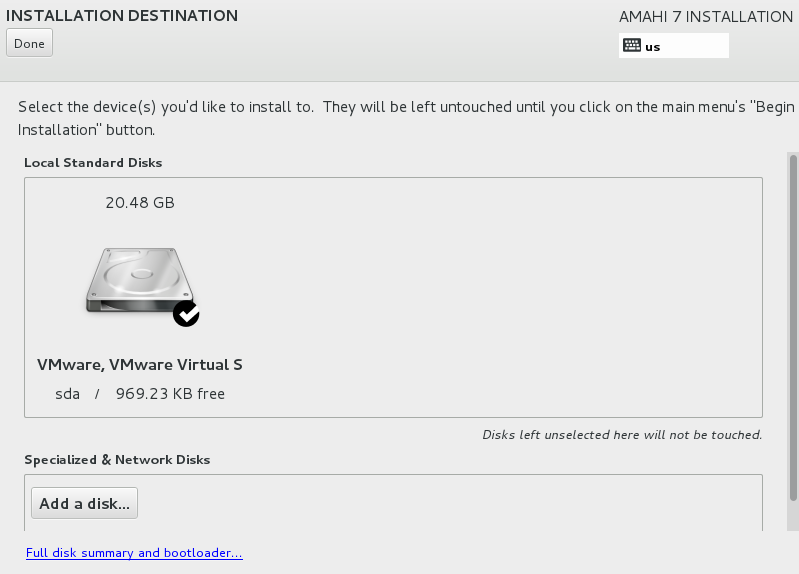 INSTALLATION DESTINATION
AMAHI 7 INSTALLATION
Done
us
Select the device(s) you'd like to install to.  They will be left untouched until you click on the main menu's "Begin
Installation" button.
Local Standard Disks
20.48 GB
VMware, VMware Virtual S
sda / 969.23 KB free
Disks left unselected here will not be touched.
Specialized & Network Disks
Add a disk...
Full disk summary and bootloader...